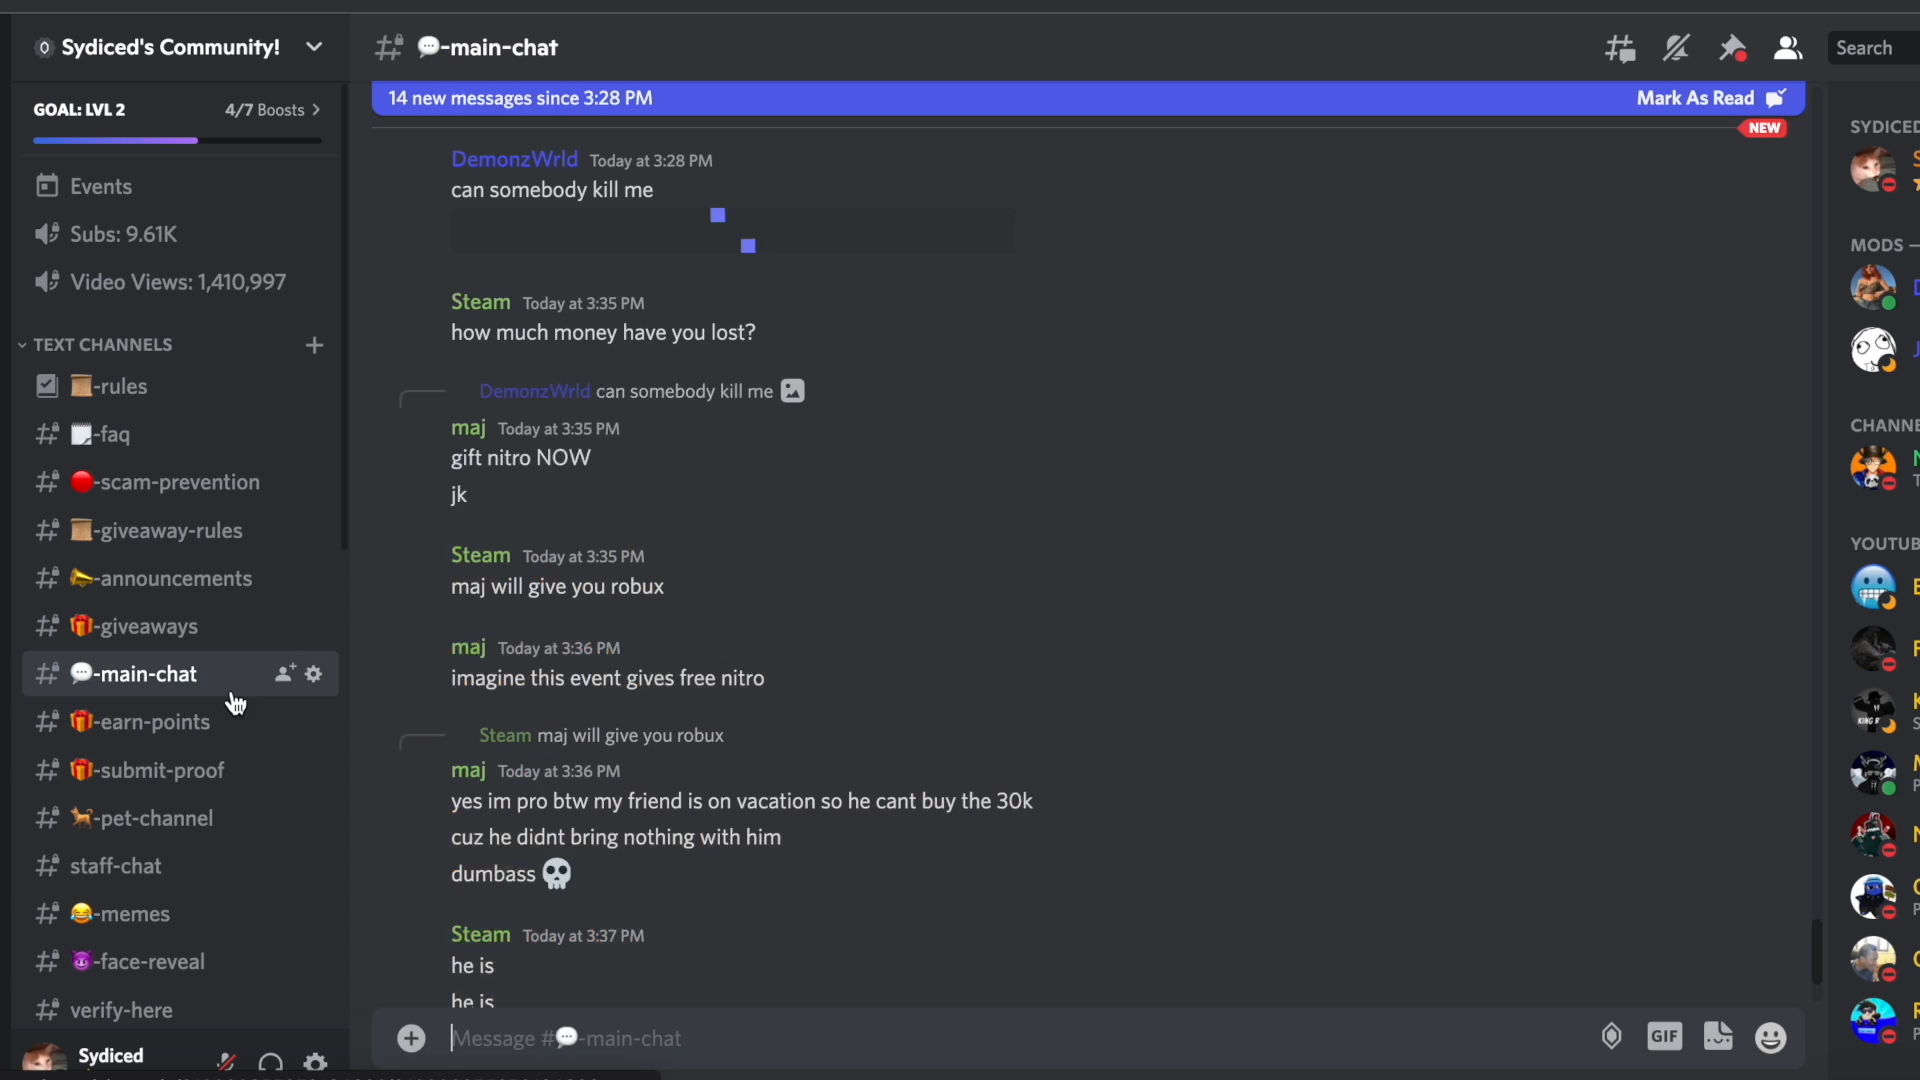 Sydiced's Community!
GOAL: LVL 2
4/7 Boosts
Events
Subs: 9.61K
Video Views: 1,410,997
TEXT CHANNELS
-rules
-faq
-scam-prevention
-giveaway-rules
-announcements
-giveaways
-main-chat
-earn-points
-submit-proof
-pet-channel
staff-chat
-memes
-face-reveal
verify-here
Sydiced
-main-chat
Search
14 new messages since 3:28 PM
Mark As Read
NEW
DemonzWrld Today at 3:28 PM
can somebody kill me
Steam Today at 3:35 PM
how much money have you lost?
DemonzWrld can somebody kill me
maj Today at 3:35 PM
gift nitro NOW
jk
Steam Today at 3:35 PM
maj will give you robux
maj Today at 3:36 PM
imagine this event gives free nitro
Steam maj will give you robux
maj Today at 3:36 PM
yes im pro btw my friend is on vacation so he cant buy the 30k
cuz he didnt bring nothing with him
dumbass
Steam Today at 3:37 PM
he is
he is
Message #-main-chat
GIF
SYDICED
MODS —
CHANNE
YOUTUB